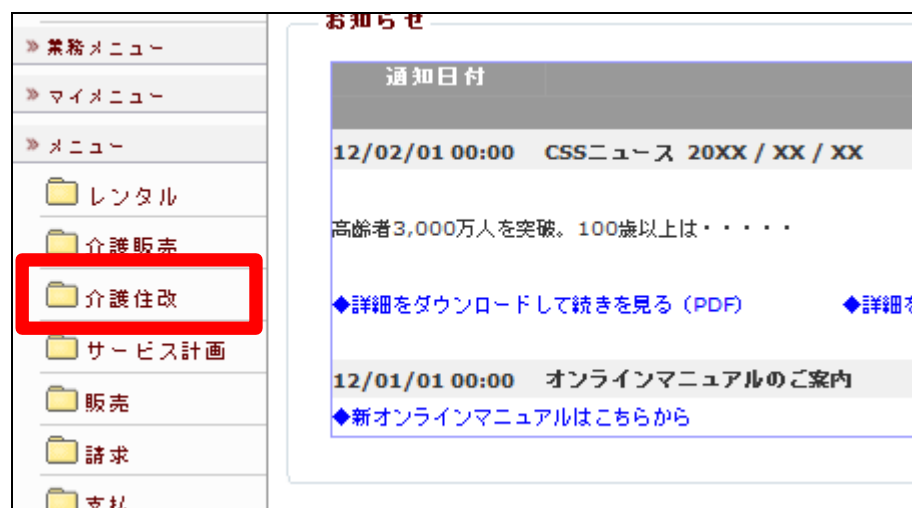 業務メニュー
マイメニュー
メニュー
レンタル
介護販売
介護住改
サービス計画
販売
請求
支払
お知らせ
通知日付
12/02/01 00:00 CSSニュース 20XX / XX / XX
高齢者3,000万人を突破。100歳以上は・・・・・
◆詳細をダウンロードして続きを見る（PDF） ◆詳細を
12/01/01 00:00 オンラインマニュアルのご案内
◆新オンラインマニュアルはこちらから